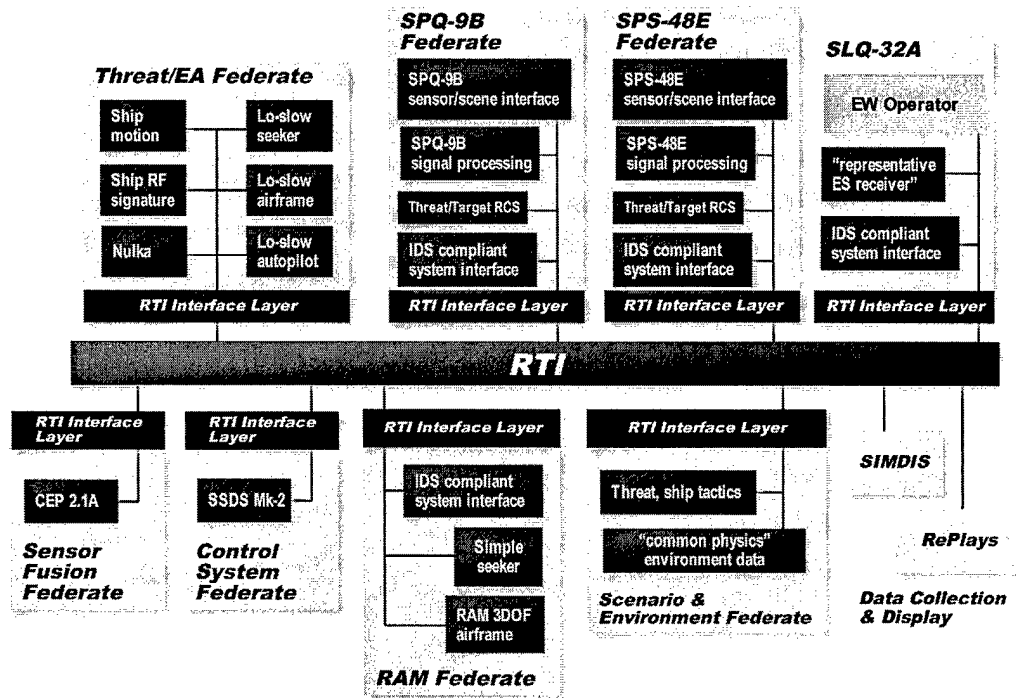 Threat/EA Federate
Ship
motion
Lo-slow
seeker
Ship RF
signature
Lo-slow
airframe
Nulka
Lo-slow
autopilot
RTI Interface Layer
SPQ-9B
Federate
SPQ-9B
sensor/scene interface
SPQ-9B
signal processing
Threat/Target RCS
IDS compliant
system interface
RTI Interface Layer
SPS-48E
Federate
SPS-48E
sensor/scene interface
SPS-48E
signal processing
Threat/Target RCS
IDS compliant
system interface
RTI Interface Layer
SLQ-32A
EW Operator
"representative
ES receiver"
IDS compliant
system interface
RTI Interface Layer
RTI
RTI Interface
Layer
CEP 2.1A
Sensor
Fusion
Federate
RTI Interface
Layer
SSDS Mk-2
Control
System
Federate
RTI Interface Layer
IDS compliant
system interface
Simple
seeker
RAM 3DOF
airframe
RAM Federate
RTI Interface Layer
Threat, ship tactics
"common physics"
environment data
Scenario &
Environment Federate
SIMDIS
RePlays
Data Collection
& Display